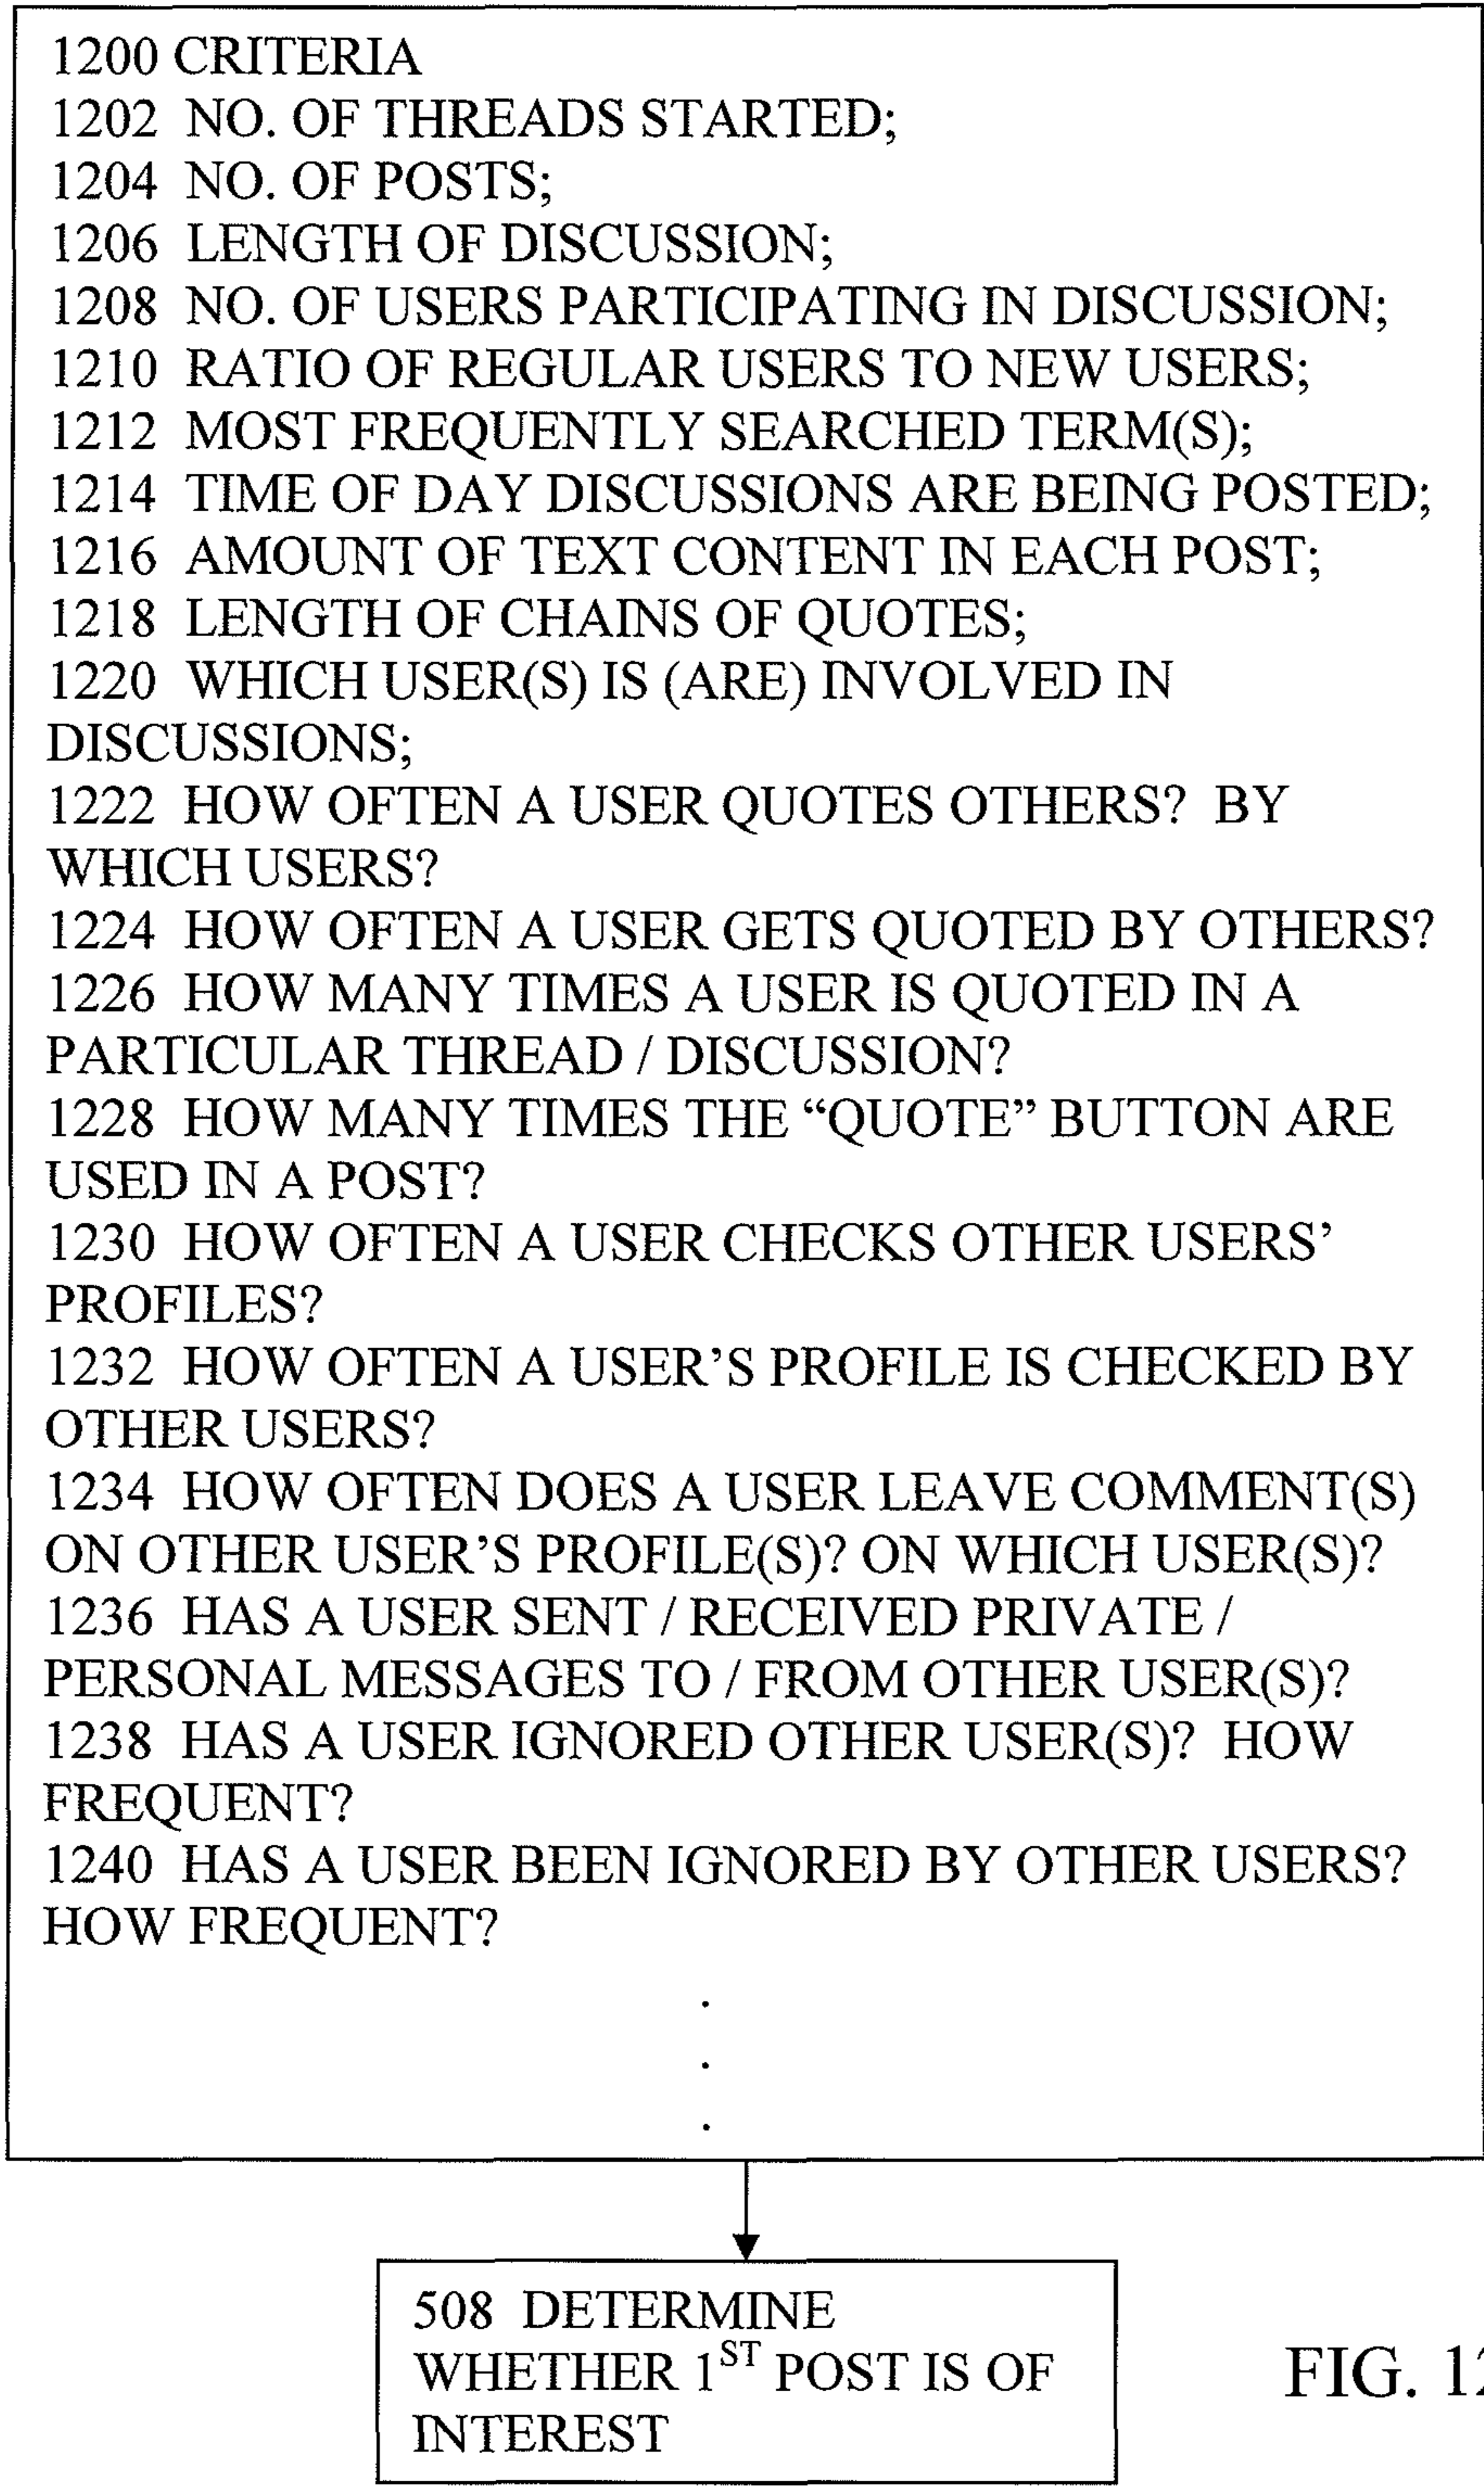 1200 CRITERIA
1202 NO. OF THREADS STARTED;
1204 NO. OF POSTS;
1206 LENGTH OF DISCUSSION;
1208 NO. OF USERS PARTICIPATING IN DISCUSSION;
1210 RATIO OF REGULAR USERS TO NEW USERS;
1212 MOST FREQUENTLY SEARCHED TERM(S);
1214 TIME OF DAY DISCUSSIONS ARE BEING POSTED;
1216 AMOUNT OF TEXT CONTENT IN EACH POST;
1218 LENGTH OF CHAINS OF QUOTES;
1220 WHICH USER(S) IS (ARE) INVOLVED IN
DISCUSSIONS;
1222 HOW OFTEN A USER QUOTES OTHERS? BY
WHICH USERS?
1224 HOW OFTEN A USER GETS QUOTED BY OTHERS?
1226 HOW MANY TIMES A USER IS QUOTED IN A
PARTICULAR THREAD / DISCUSSION?
1228 HOW MANY TIMES THE “QUOTE” BUTTON ARE
USED IN A POST?
1230 HOW OFTEN A USER CHECKS OTHER USERS’
PROFILES?
1232 HOW OFTEN A USER’S PROFILE IS CHECKED BY
OTHER USERS?
1234 HOW OFTEN DOES A USER LEAVE COMMENT(S)
ON OTHER USER’S PROFILE(S)? ON WHICH USER(S)?
1236 HAS A USER SENT / RECEIVED PRIVATE /
PERSONAL MESSAGES TO / FROM OTHER USER(S)?
1238 HAS A USER IGNORED OTHER USER(S)? HOW
FREQUENT?
1240 HAS A USER BEEN IGNORED BY OTHER USERS?
HOW FREQUENT?
.
.
.
508 DETERMINE
WHETHER 1ST POST IS OF
INTEREST
FIG. 12